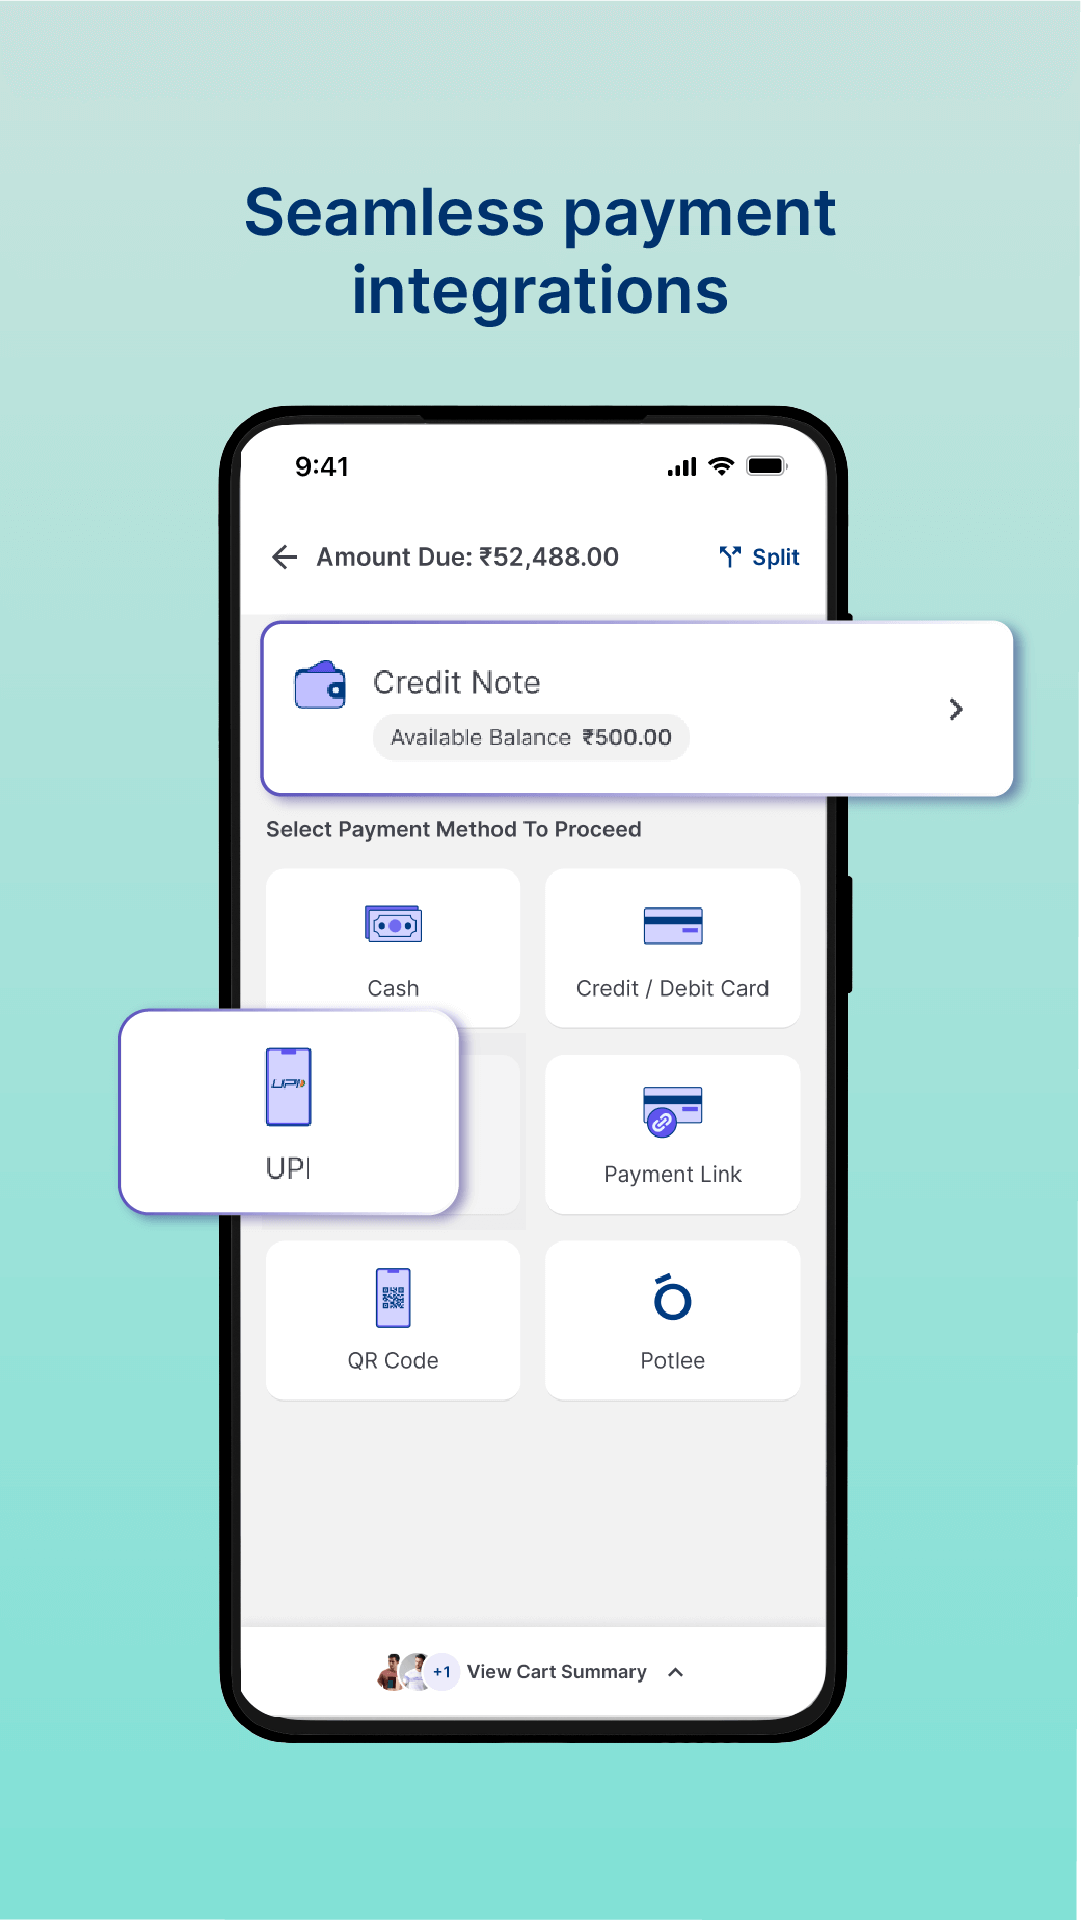 Seamless payment
integrations
9:41
Amount Due: ₹52,488.00
Split
Credit Note
Available Balance ₹500.00
Select Payment Method To Proceed
Cash
Credit / Debit Card
UPI
UPI
Payment Link
QR Code
Potlee
+1 View Cart Summary